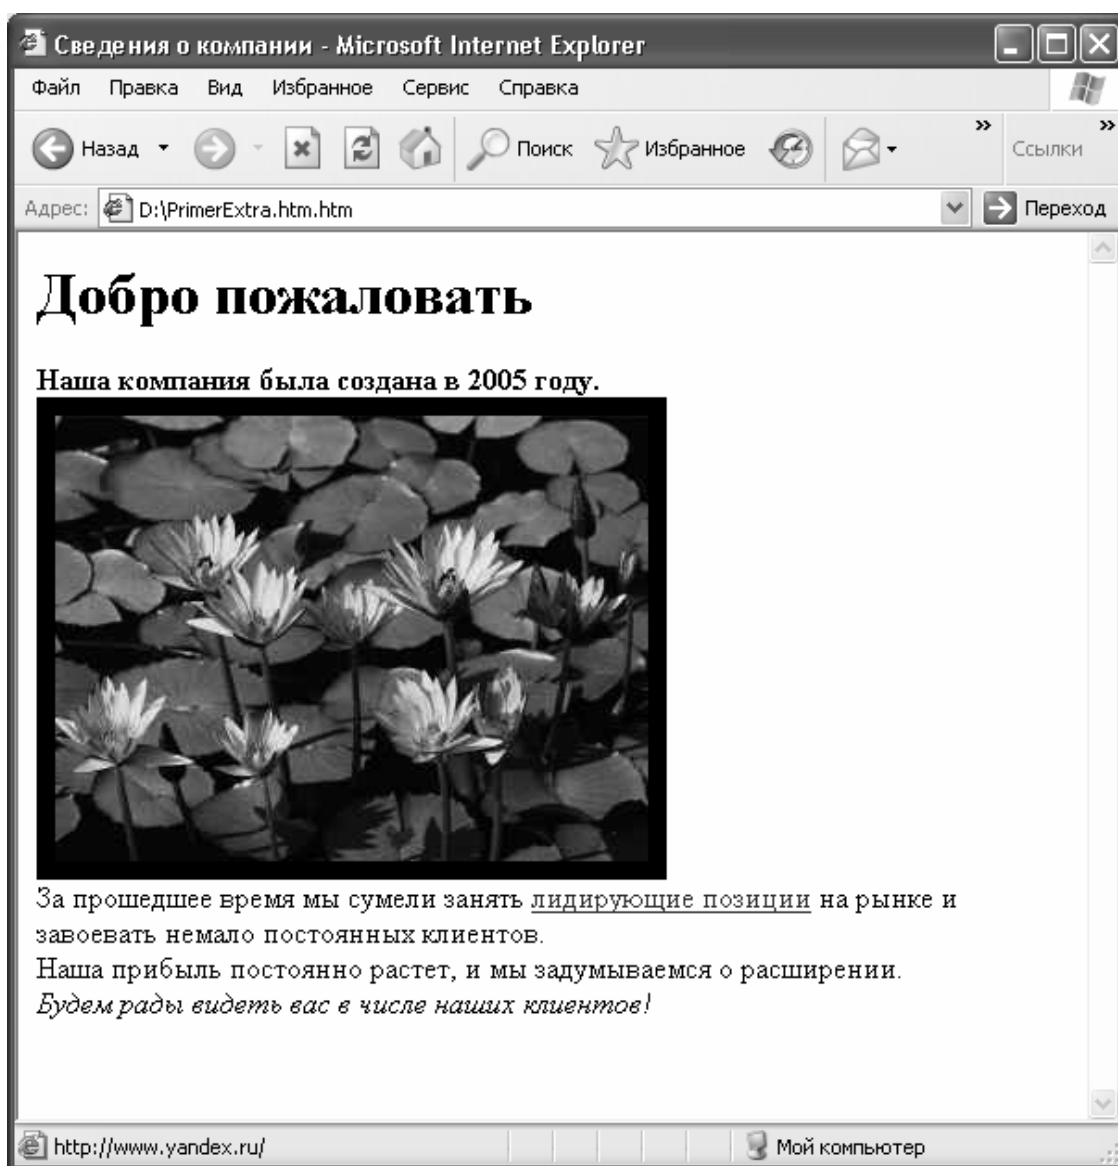 Сведения о компании - Microsoft Internet Explorer
Файл Правка Вид Избранное Сервис Справка
Назад Поиск Избранное » Ссылки »
Адрес: D:\PrimerExtra.htm.htm Переход
Добро пожаловать
Наша компания была создана в 2005 году.
За прошедшее время мы сумели занять лидирующие позиции на рынке и
завоевать немало постоянных клиентов.
Наша прибыль постоянно растет, и мы задумываемся о расширении.
Будем рады видеть вас в числе наших клиентов!
http://www.yandex.ru/ Мой компьютер